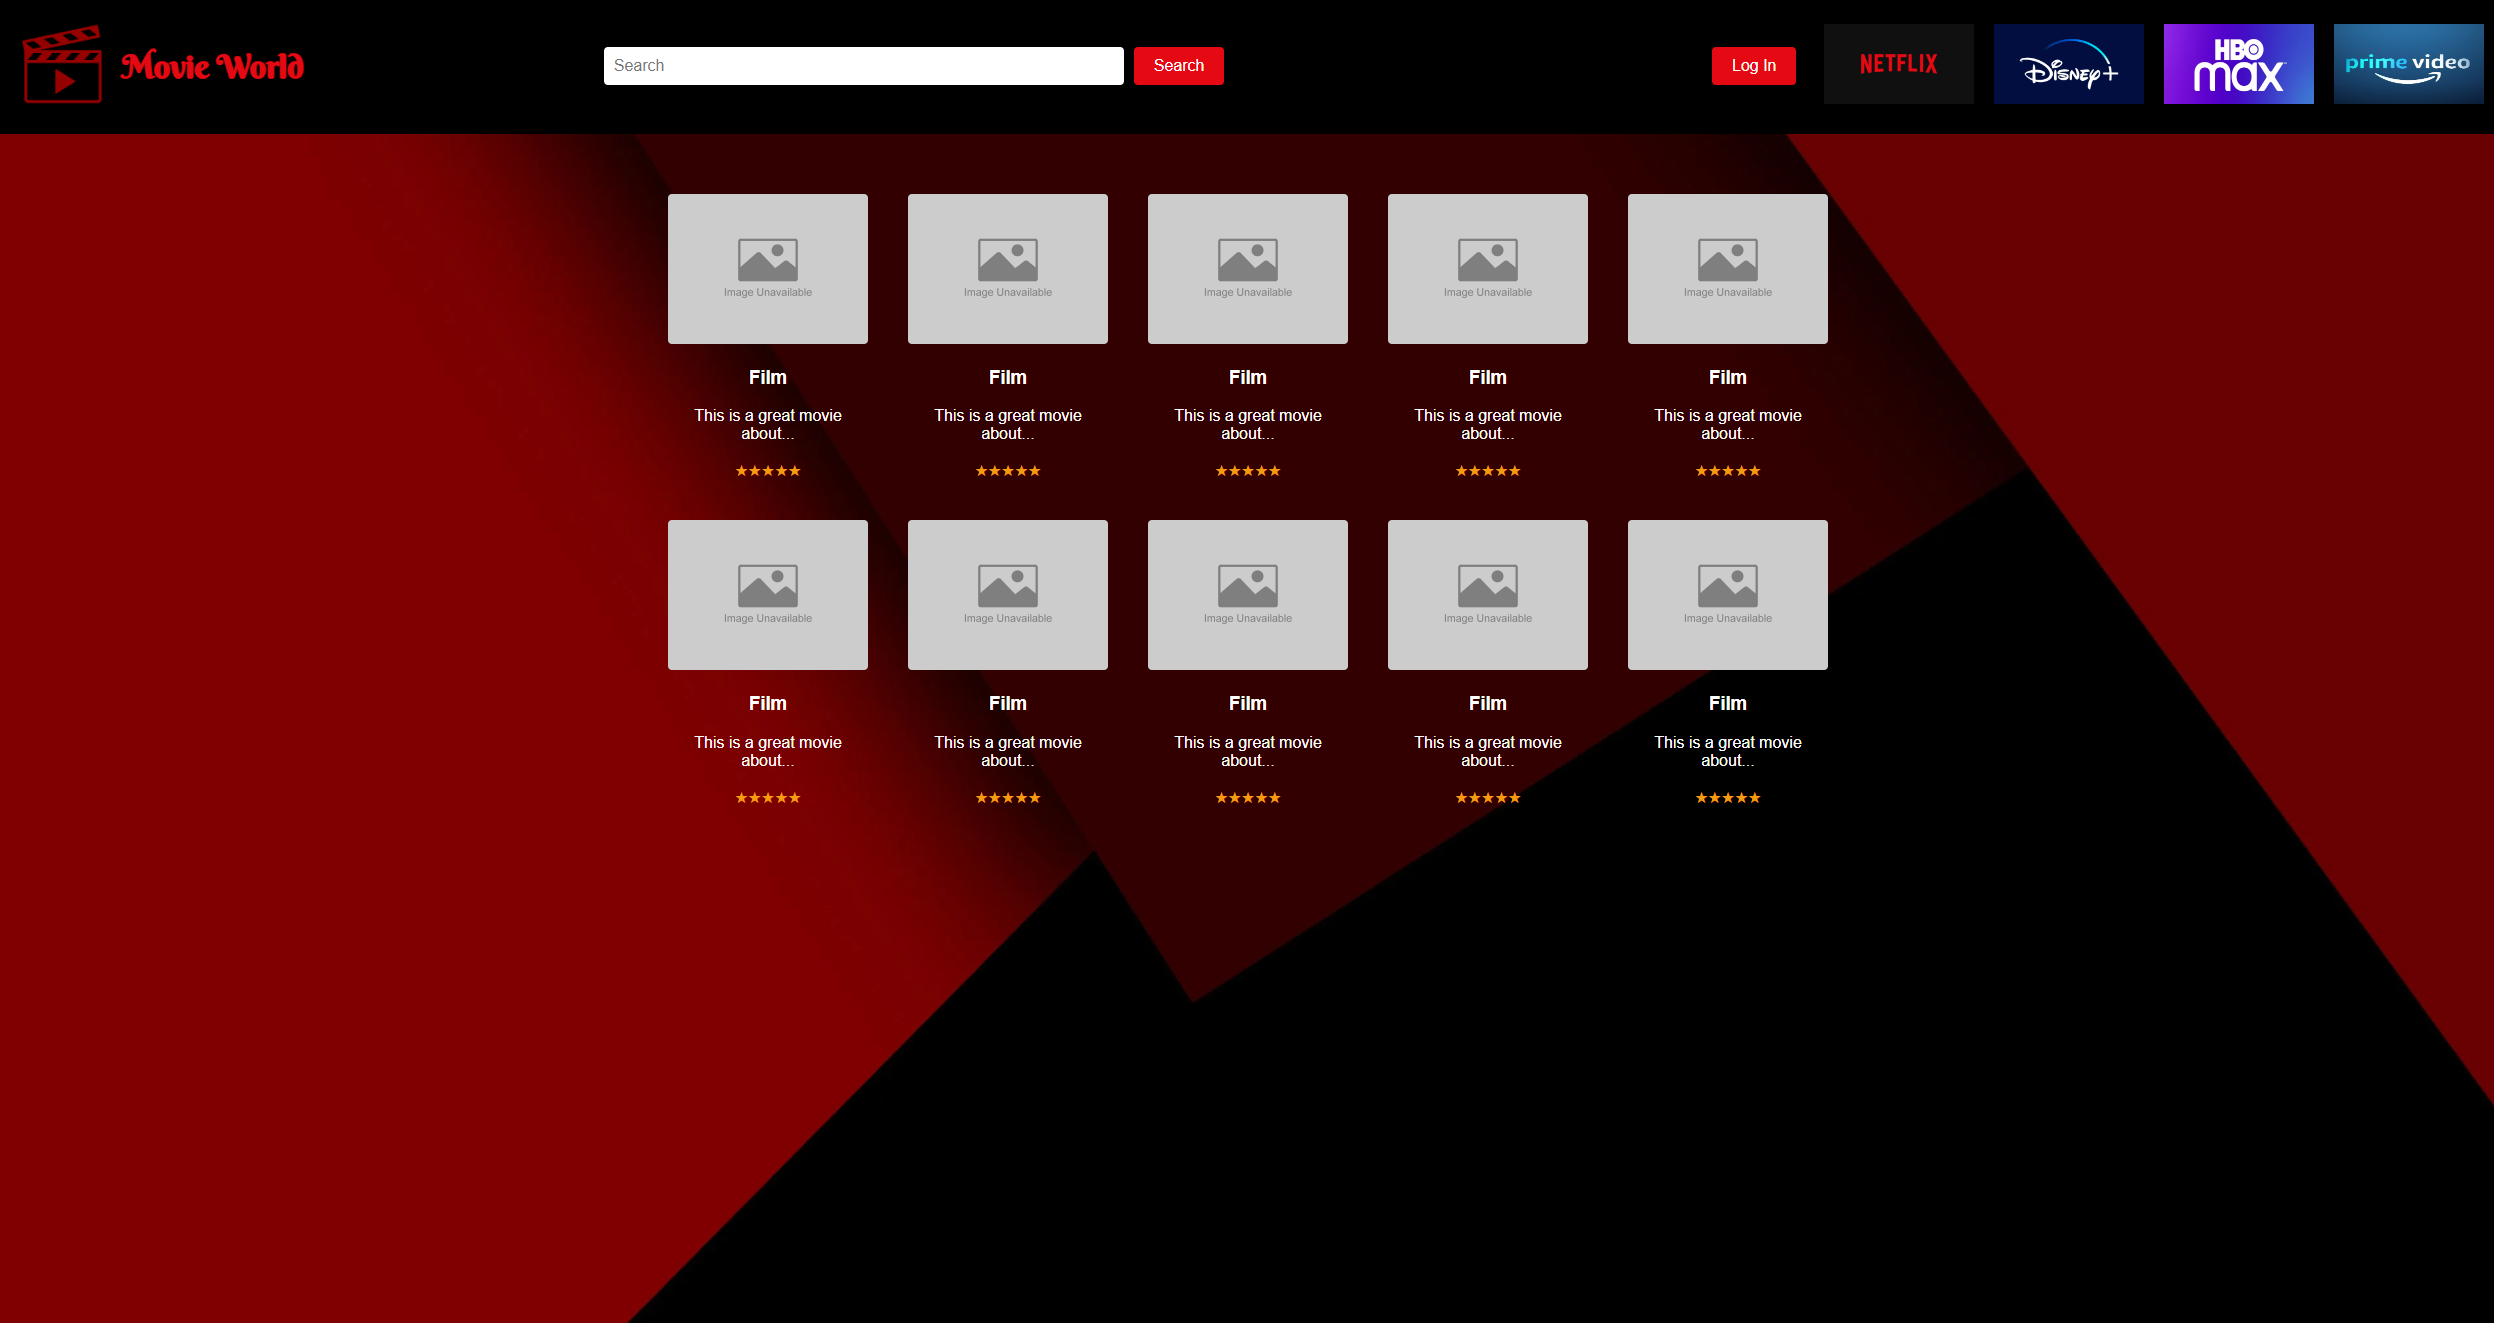 Movie World
Search
Search
Log In
NETFLIX
Disney+
HBO
max
prime video
Image Unavailable
Image Unavailable
Image Unavailable
Image Unavailable
Image Unavailable
Film
Film
Film
Film
Film
This is a great movie
about...
This is a great movie
about...
This is a great movie
about...
This is a great movie
about...
This is a great movie
about...
★★★★★
★★★★★
★★★★★
★★★★★
★★★★★
Image Unavailable
Image Unavailable
Image Unavailable
Image Unavailable
Image Unavailable
Film
Film
Film
Film
Film
This is a great movie
about...
This is a great movie
about...
This is a great movie
about...
This is a great movie
about...
This is a great movie
about...
★★★★★
★★★★★
★★★★★
★★★★★
★★★★★